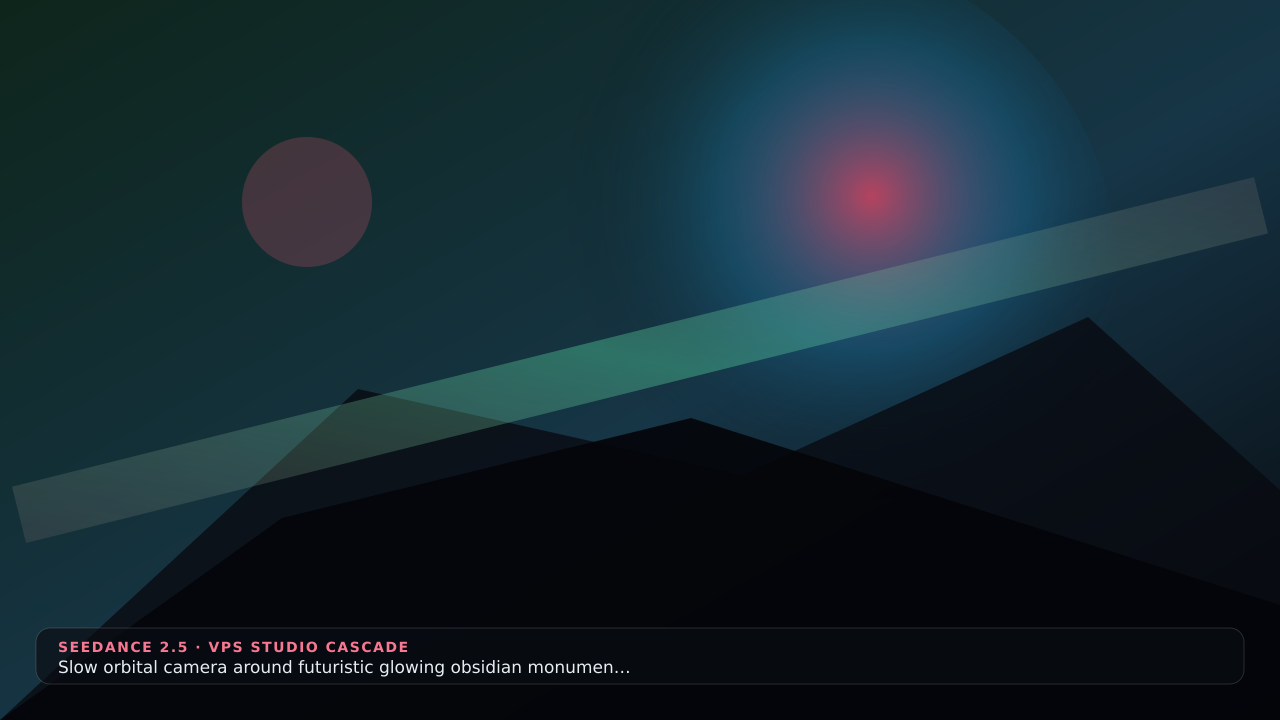 SEEDANCE 2.5 · VPS STUDIO CASCADE
Slow orbital camera around futuristic glowing obsidian monumen…